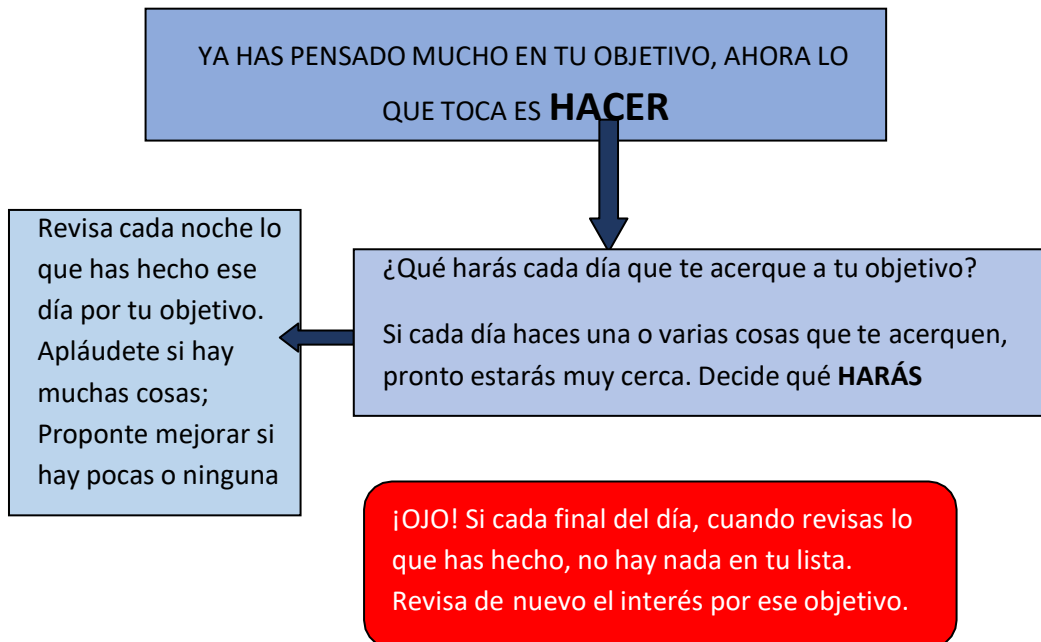 YA HAS PENSADO MUCHO EN TU OBJETIVO, AHORA LO
QUE TOCA ES HACER
¿Qué harás cada día que te acerque a tu objetivo?
Si cada día haces una o varias cosas que te acerquen,
pronto estarás muy cerca. Decide qué HARÁS
Revisa cada noche lo
que has hecho ese
día por tu objetivo.
Apláudete si hay
muchas cosas;
Proponte mejorar si
hay pocas o ninguna
¡OJO! Si cada final del día, cuando revisas lo
que has hecho, no hay nada en tu lista.
Revisa de nuevo el interés por ese objetivo.